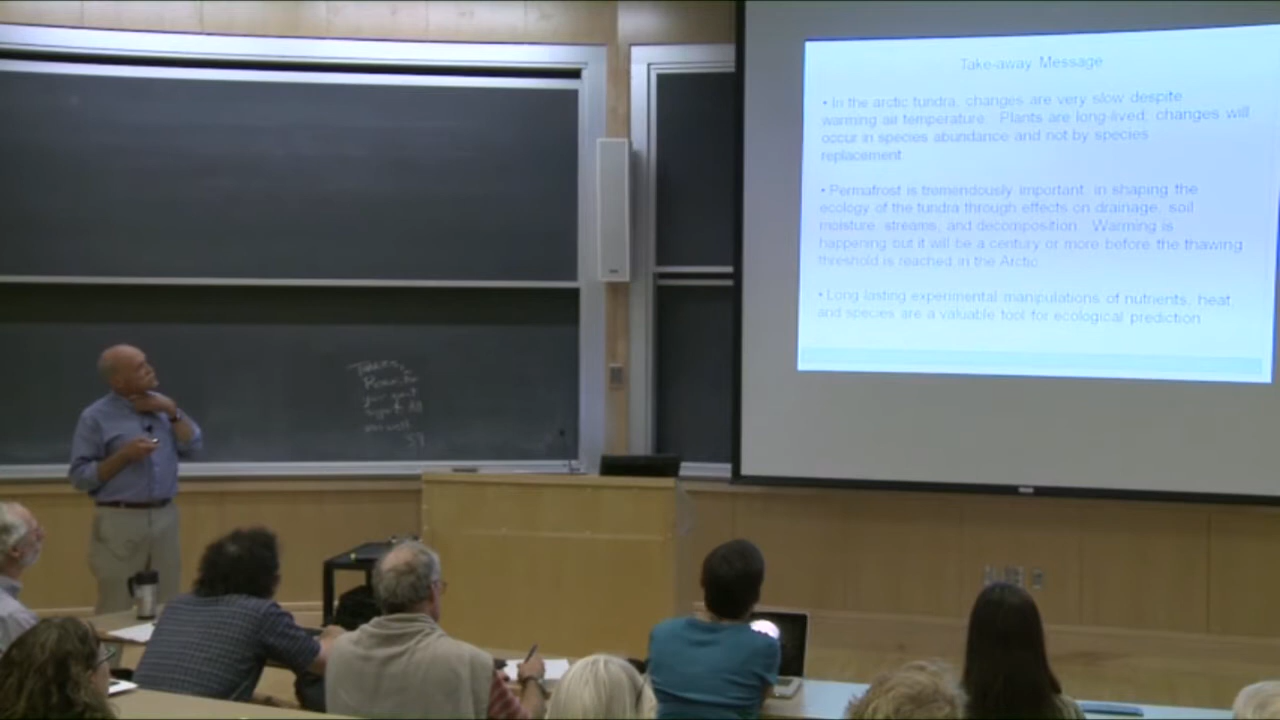 Take-away Message
• In the arctic tundra, changes are very slow despite
warming air temperature. Plants are long-lived; changes will
occur in species abundance and not by species
replacement.
• Permafrost is tremendously important, in shaping the
ecology of the tundra through effects on drainage, soil
moisture, streams, and decomposition. Warming is
happening but it will be a century or more before the thawing
threshold is reached in the Arctic.
• Long-lasting experimental manipulations of nutrients, heat,
and species are a valuable tool for ecological prediction.